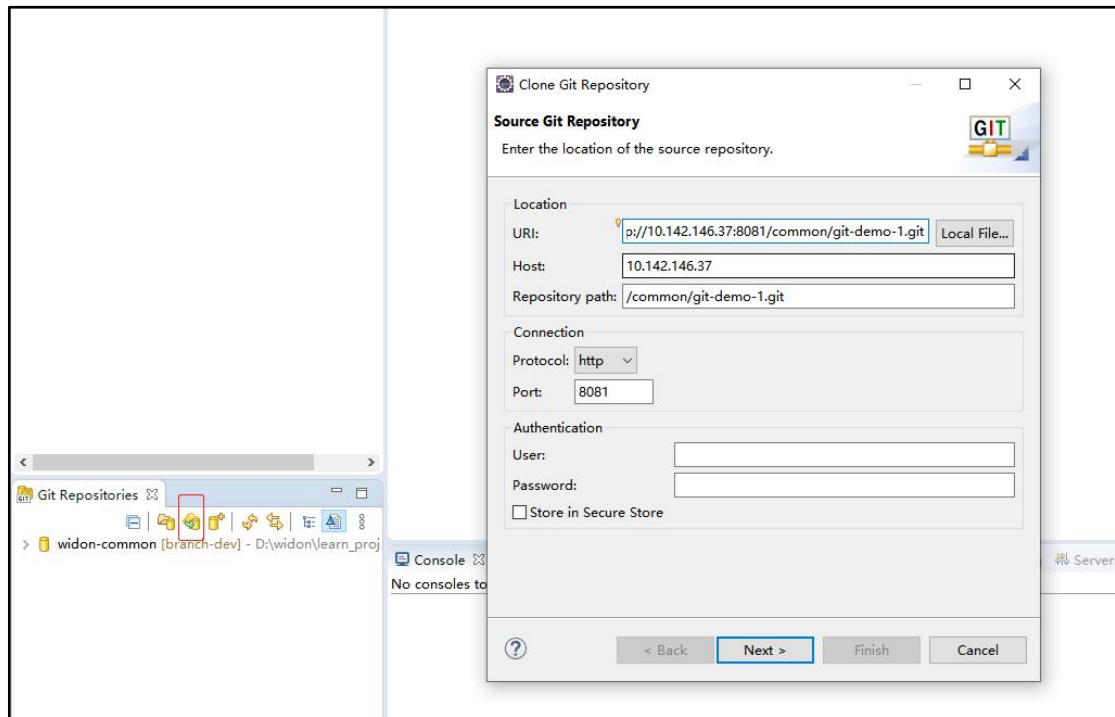 Clone Git Repository
Source Git Repository
Enter the location of the source repository.
GIT
Location
URI: p://10.142.146.37:8081/common/git-demo-1.git Local File...
Host: 10.142.146.37
Repository path: /common/git-demo-1.git
Connection
Protocol: http
Port: 8081
Authentication
User:
Password:
Store in Secure Store
< Back Next > Finish Cancel
GIT Git Repositories
widon-common [branch-dev] - D:\widon\learn_proj
Console
Server
No consoles to